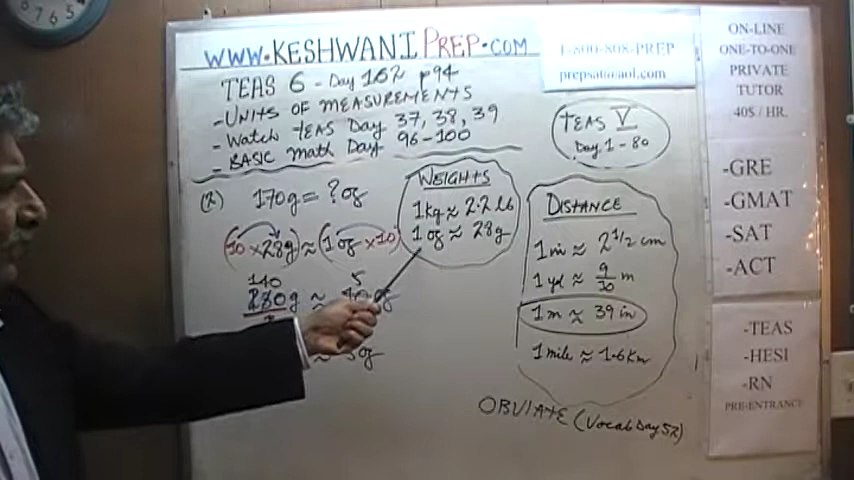 WWW.KESHWANIPREP.COM
1-800-808-PREP
prepsat@aol.com
TEAS 6 - Day 162 p94
- UNITS OF MEASUREMENTS
- Watch TEAS Day 37, 38, 39
- BASIC Math Day 96-100
TEAS V
Day 1-80
(2) 170g = ? oz
(10 × 28g) ≈ (1 oz × 10)
140
280g ≈
5
WEIGHTS
1kg ≈ 2.2 lb
1 oz ≈ 28g
DISTANCE
1 in ≈ 2 1/2 cm
1 yd ≈ 9/10 m
1 m ≈ 39 in
1 mile ≈ 1.6 Km
OBVIATE (Vocab Day 52)
ON-LINE
ONE-TO-ONE
PRIVATE
TUTOR
40$ / HR.
-GRE
-GMAT
-SAT
-ACT
-TEAS
-HESI
-RN
PRE-ENTRANCE